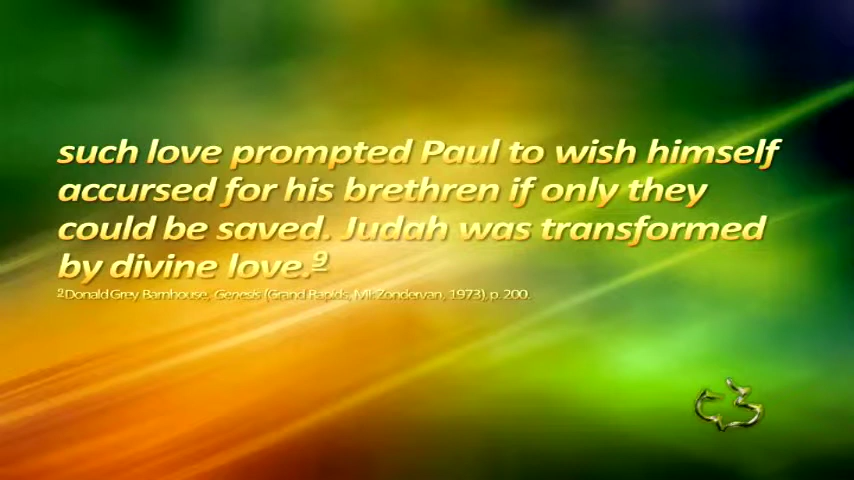 such love prompted Paul to wish himself
accursed for his brethren if only they
could be saved. Judah was transformed
by divine love.9
9 Donald Grey Barnhouse, Genesis (Grand Rapids, MI: Zondervan, 1973), p. 200.